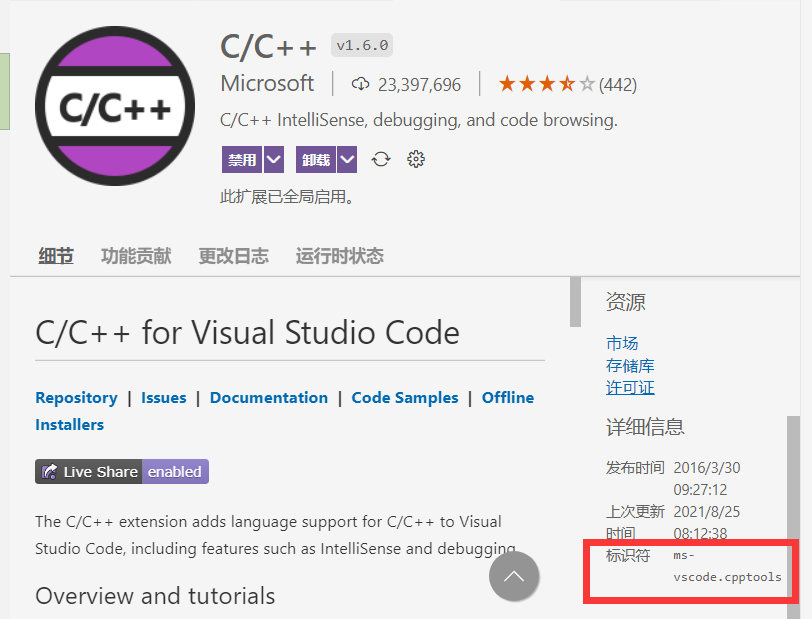 C/C++
C/C++ v1.6.0
Microsoft 23,397,696 (442)
C/C++ IntelliSense, debugging, and code browsing.
禁用 卸载
此扩展已全局启用。
细节 功能贡献 更改日志 运行时状态
C/C++ for Visual Studio Code
Repository | Issues | Documentation | Code Samples | Offline
Installers
Live Share enabled
The C/C++ extension adds language support for C/C++ to Visual
Studio Code, including features such as IntelliSense and debugging.
Overview and tutorials
资源
市场
存储库
许可证
详细信息
发布时间 2016/3/30
09:27:12
上次更新 2021/8/25
时间 08:12:38
标识符 ms-
vscode.cpptools